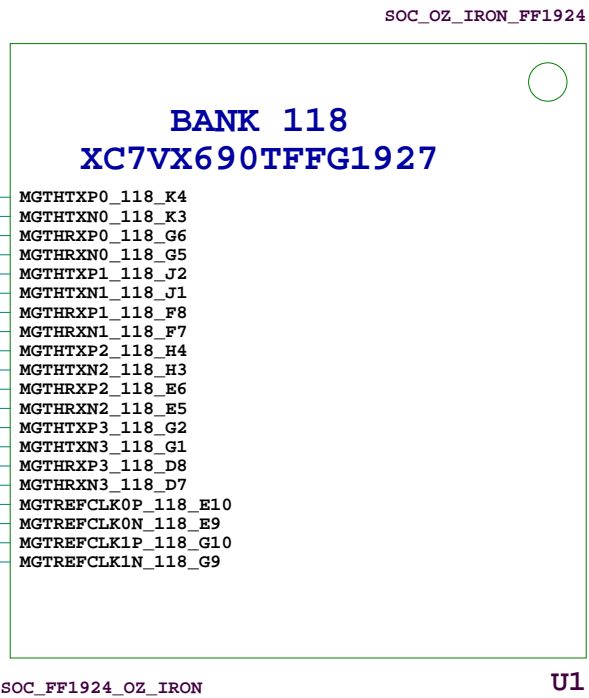 SOC_OZ_IRON_FF1924
BANK 118
XC7VX690TFFG1927
MGTHTXP0_118_K4
MGTHTXN0_118_K3
MGTHRXP0_118_G6
MGTHRXN0_118_G5
MGTHTXP1_118_J2
MGTHTXN1_118_J1
MGTHRXP1_118_F8
MGTHRXN1_118_F7
MGTHTXP2_118_H4
MGTHTXN2_118_H3
MGTHRXP2_118_E6
MGTHRXN2_118_E5
MGTHTXP3_118_G2
MGTHTXN3_118_G1
MGTHRXP3_118_D8
MGTHRXN3_118_D7
MGTREFCLK0P_118_E10
MGTREFCLK0N_118_E9
MGTREFCLK1P_118_G10
MGTREFCLK1N_118_G9
SOC_FF1924_OZ_IRON
U1